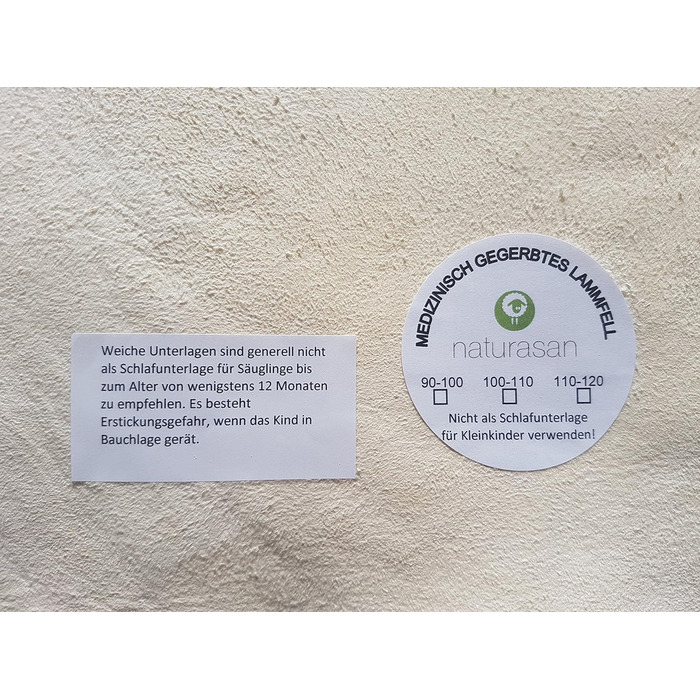 Weiche Unterlagen sind generell nicht
als Schlafunterlage für Säuglinge bis
zum Alter von wenigstens 12 Monaten
zu empfehlen. Es besteht
Erstickungsgefahr, wenn das Kind in
Bauchlage gerät.
MEDIZINISCH GEGERBTES LAMMFELL
naturasan
90-100 100-110 110-120
Nicht als Schlafunterlage
für Kleinkinder verwenden!